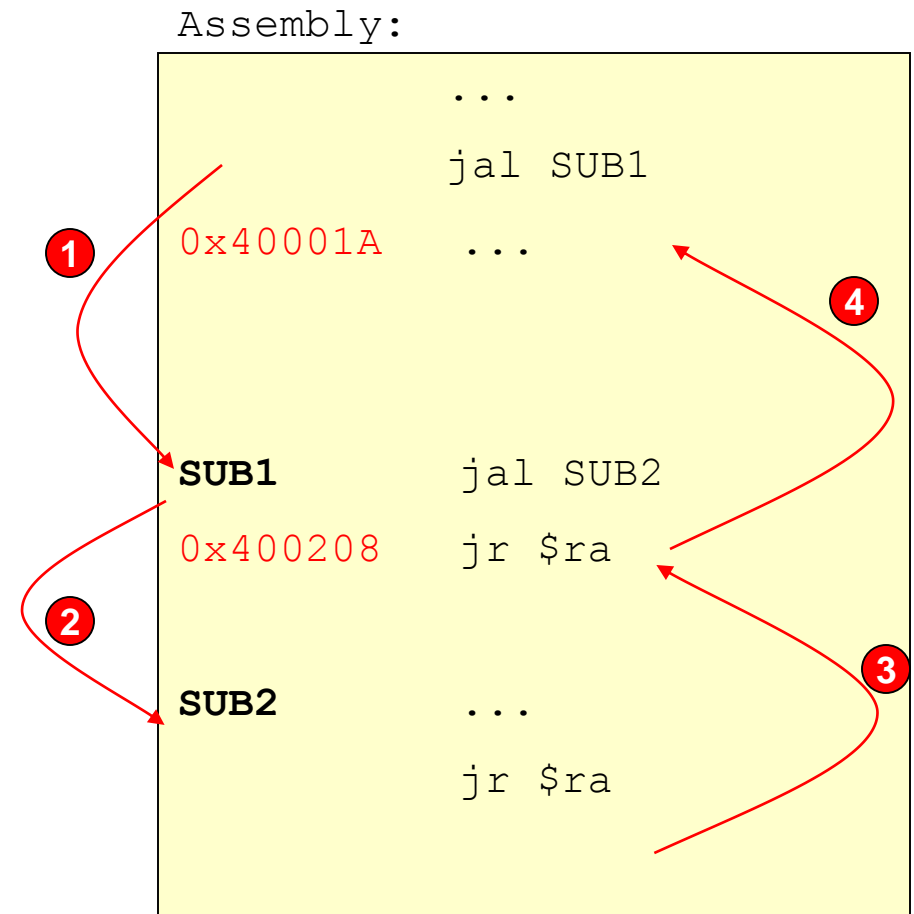 Assembly:
...
jal SUB1
1
0x40001A ...
4
SUB1 jal SUB2
0x400208 jr $ra
2
3
SUB2 ...
jr $ra